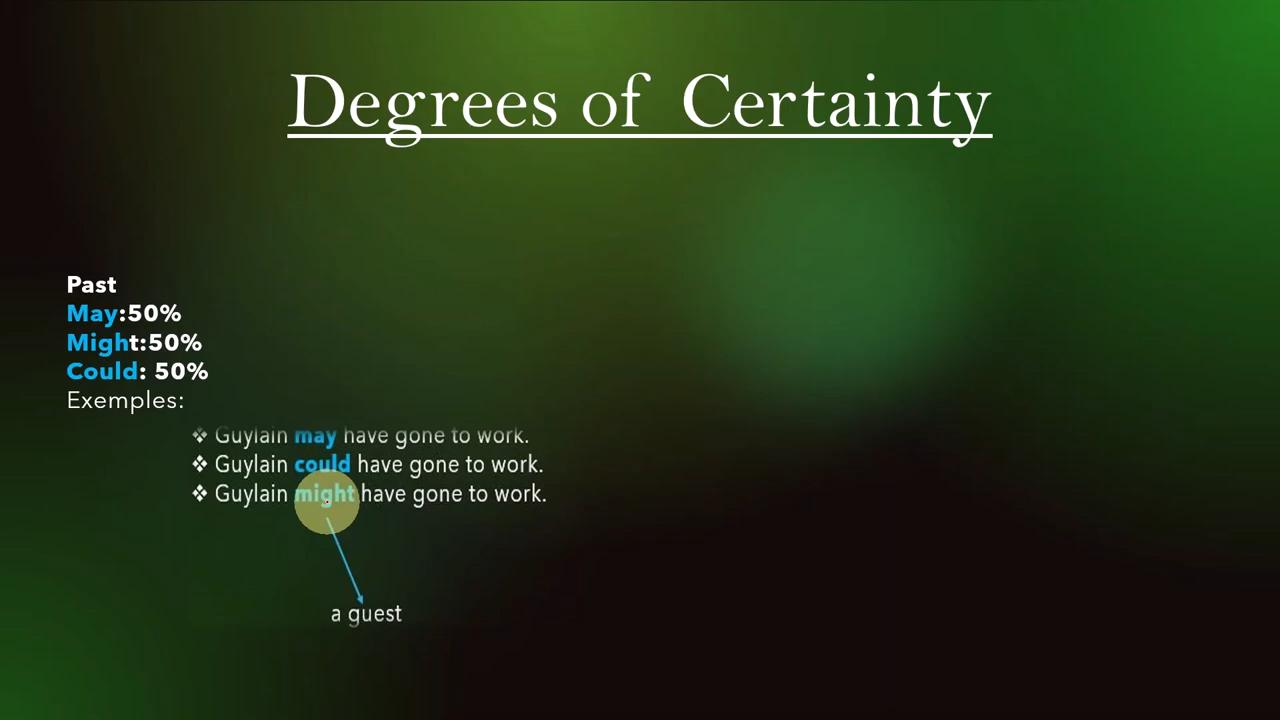 Degrees of Certainty
Past
May:50%
Might:50%
Could: 50%
Exemples:
❖ Guylain may have gone to work.
❖ Guylain could have gone to work.
❖ Guylain might have gone to work.
a guest